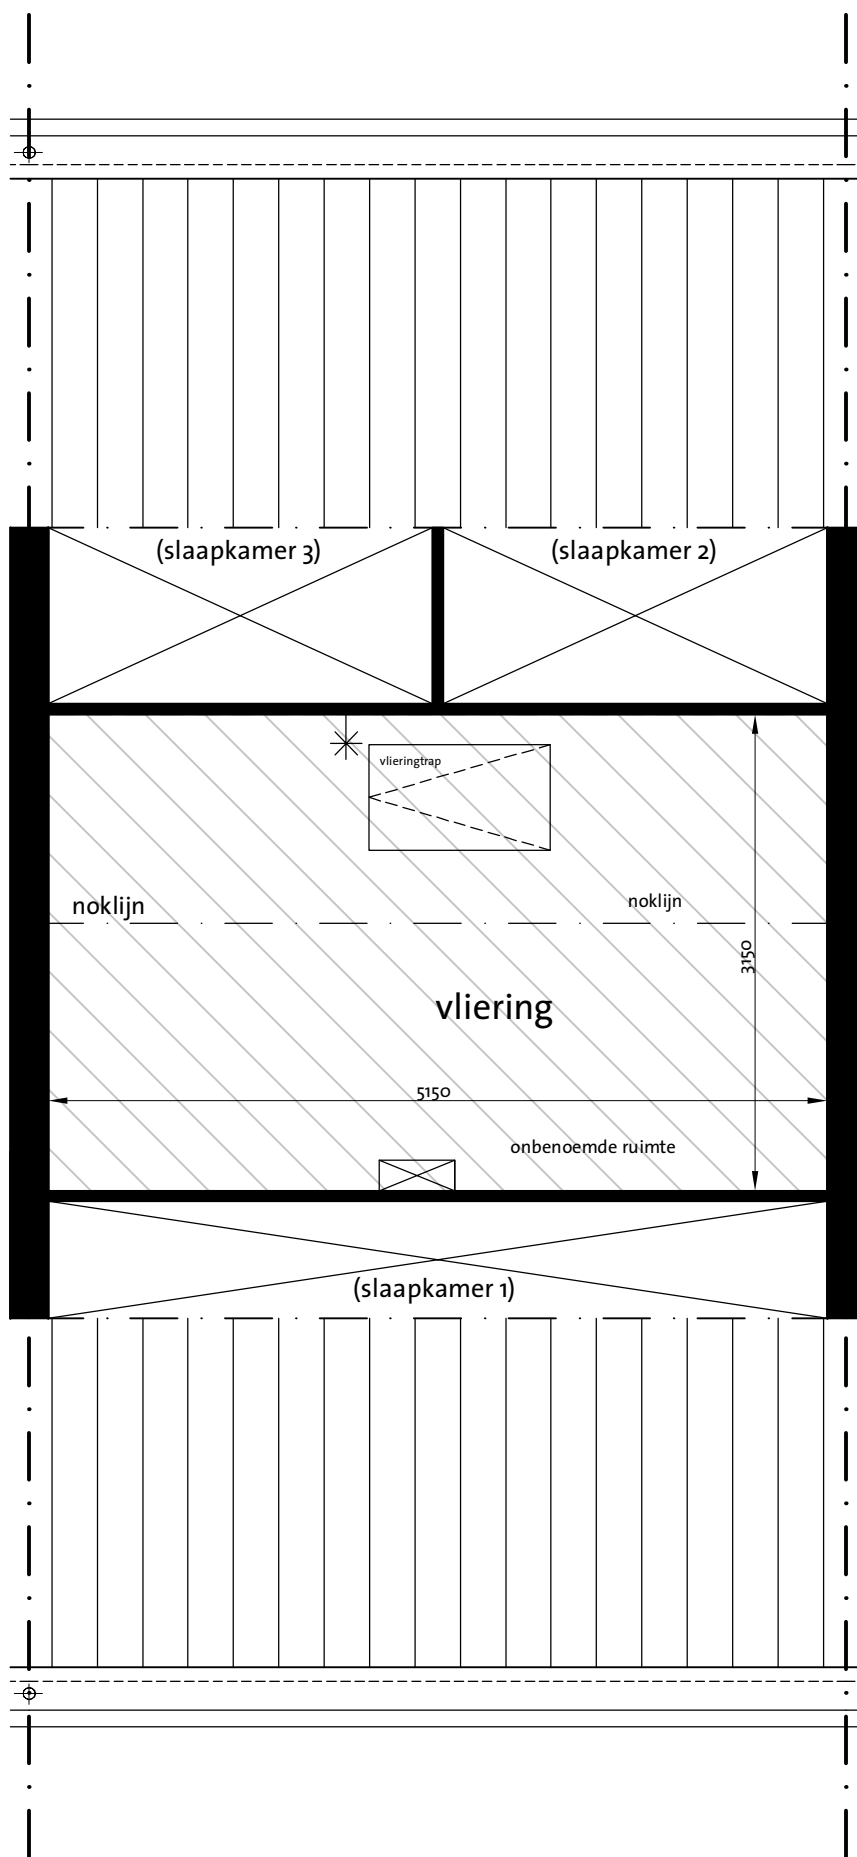 (slaapkamer 3)
(slaapkamer 2)
vlieringtrap
noklijn
noklijn
3150
vliering
5150
onbenoemde ruimte
(slaapkamer 1)